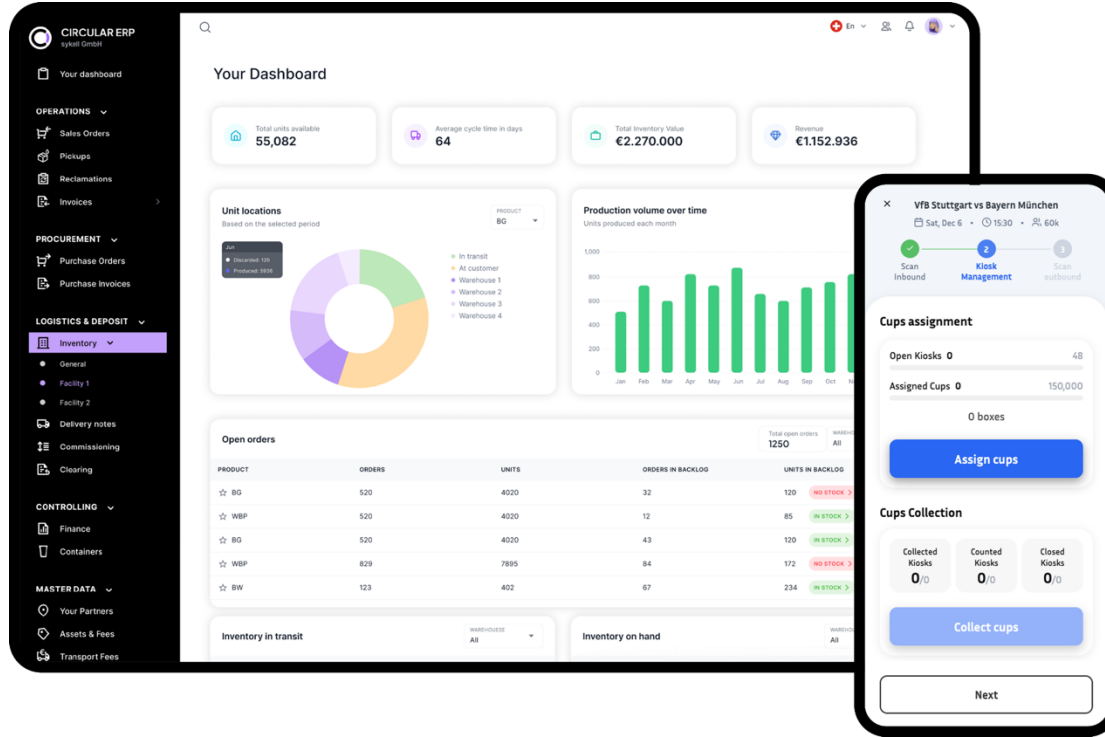 CIRCULAR ERP
sykell GmbH
Your dashboard
OPERATIONS
Sales Orders
Pickups
Reclamations
Invoices
PROCUREMENT
Purchase Orders
Purchase Invoices
LOGISTICS & DEPOSIT
Inventory
General
Facility 1
Facility 2
Delivery notes
Commissioning
Clearing
CONTROLLING
Finance
Containers
MASTER DATA
Your Partners
Assets & Fees
Transport Fees
En
Your Dashboard
Total units available
55,082
Average cycle time in days
64
Total Inventory Value
€2.270.000
Revenue
€1.152.936
Unit locations
Based on the selected period
PRODUCT
BG
Jun
Discarded: 120
Produced: 5936
In transit
At customer
Warehouse 1
Warehouse 2
Warehouse 3
Warehouse 4
Production volume over time
Units produced each month
1,000
800
600
400
200
0
Jan Feb Mar Apr May Jun Jul Aug Sep Oct
Open orders
Total open orders
1250
All
PRODUCT ORDERS UNITS ORDERS IN BACKLOG UNITS IN BACKLOG
BG 520 4020 32 120 NO STOCK >
WBP 520 4020 12 85 IN STOCK >
BG 520 4020 43 120 IN STOCK >
WBP 829 7895 84 172 NO STOCK >
BW 123 402 67 234 IN STOCK >
Inventory in transit
WAREHOUESE
All
Inventory on hand
All
VfB Stuttgart vs Bayern München
Sat, Dec 6 • 15:30 • 60k
2 3
Scan Inbound
Kiosk Management
Scan outbound
Cups assignment
Open Kiosks 0 48
Assigned Cups 0 150,000
0 boxes
Assign cups
Cups Collection
Collected Kiosks
0/0
Counted Kiosks
0/0
Closed Kiosks
0/0
Collect cups
Next